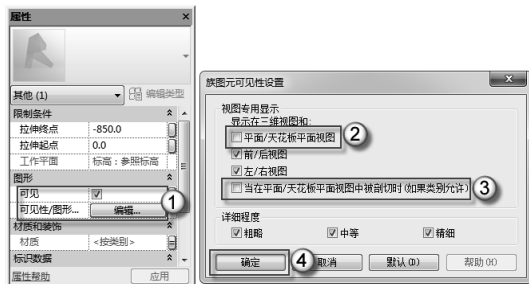 属性
其他 (1)
编辑类型
限制条件
拉伸终点 -850.0
拉伸起点 0.0
工作平面 标高：参照标高
图形
可见
可见性/图形... 编辑...
1
材质和装饰
材质 <按类别>
标识数据
属性帮助 应用
族图元可见性设置
视图专用显示
显示在三维视图和:
平面/天花板平面视图
2
前/后视图
左/右视图
当在平面/天花板平面视图中被剖切时(如果类别允许)
3
详细程度
粗略 中等 精细
确定 4 取消 默认(D) 帮助(H)